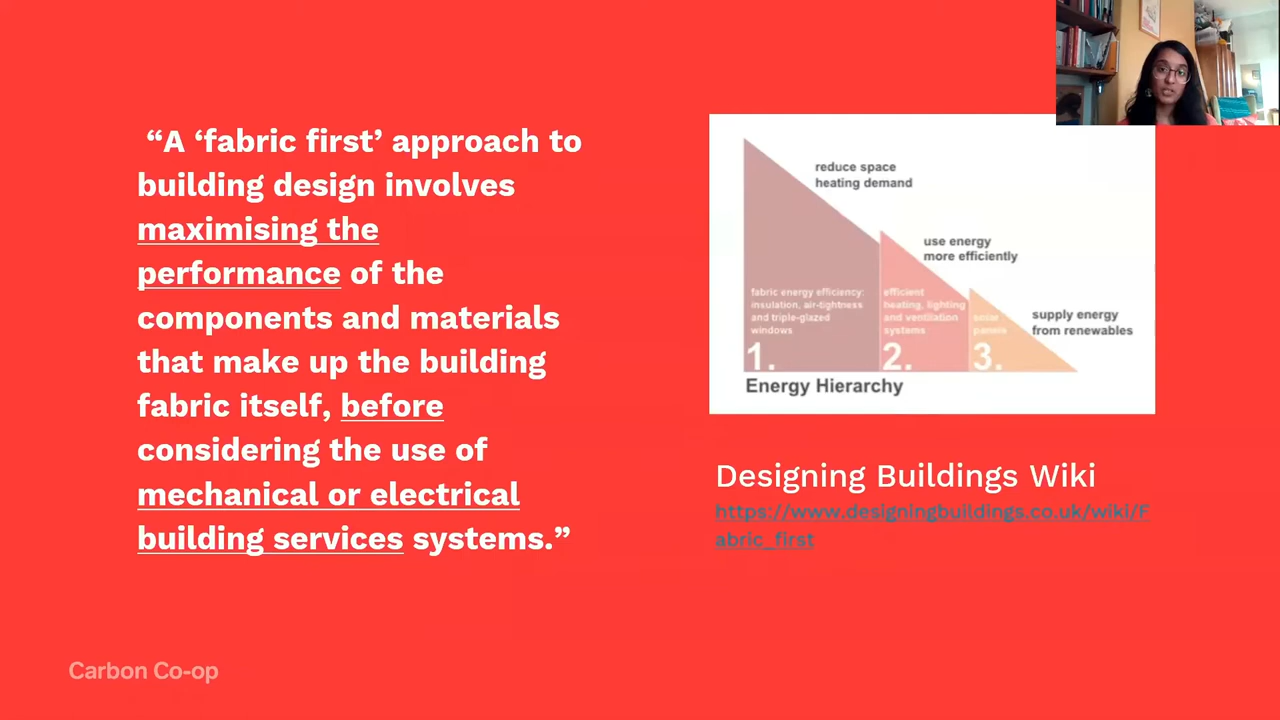 “A ‘fabric first’ approach to
building design involves
maximising the
performance of the
components and materials
that make up the building
fabric itself, before
considering the use of
mechanical or electrical
building services systems.”
reduce space
heating demand
use energy
more efficiently
supply energy
from renewables
fabric energy efficiency:
insulation, air-tightness
and triple-glazed
windows
efficient
heating, lighting
and ventilation
systems
solar
panels
1.
2.
3.
Energy Hierarchy
Designing Buildings Wiki
https://www.designingbuildings.co.uk/wiki/F
abric_first
Carbon Co-op